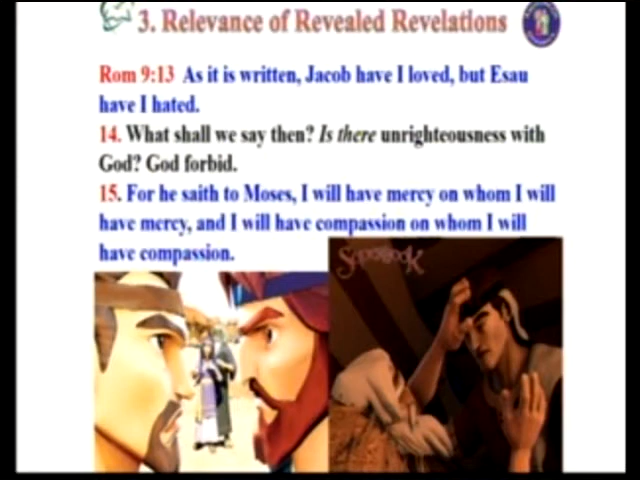 3. Relevance of Revealed Revelations
Rom 9:13 As it is written, Jacob have I loved, but Esau
have I hated.
14. What shall we say then? Is there unrighteousness with
God? God forbid.
15. For he saith to Moses, I will have mercy on whom I will
have mercy, and I will have compassion on whom I will
have compassion.
Superbook